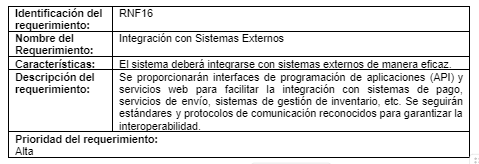 Identificación del RNF16
requerimiento:
Nombre del Integración con Sistemas Externos
Requerimiento:
Características: El sistema deberá integrarse con sistemas externos de manera eficaz.
Descripción del Se proporcionarán interfaces de programación de aplicaciones (API) y
requerimiento: servicios web para facilitar la integración con sistemas de pago,
servicios de envío, sistemas de gestión de inventario, etc. Se seguirán
estándares y protocolos de comunicación reconocidos para garantizar la
interoperabilidad.
Prioridad del requerimiento:
Alta